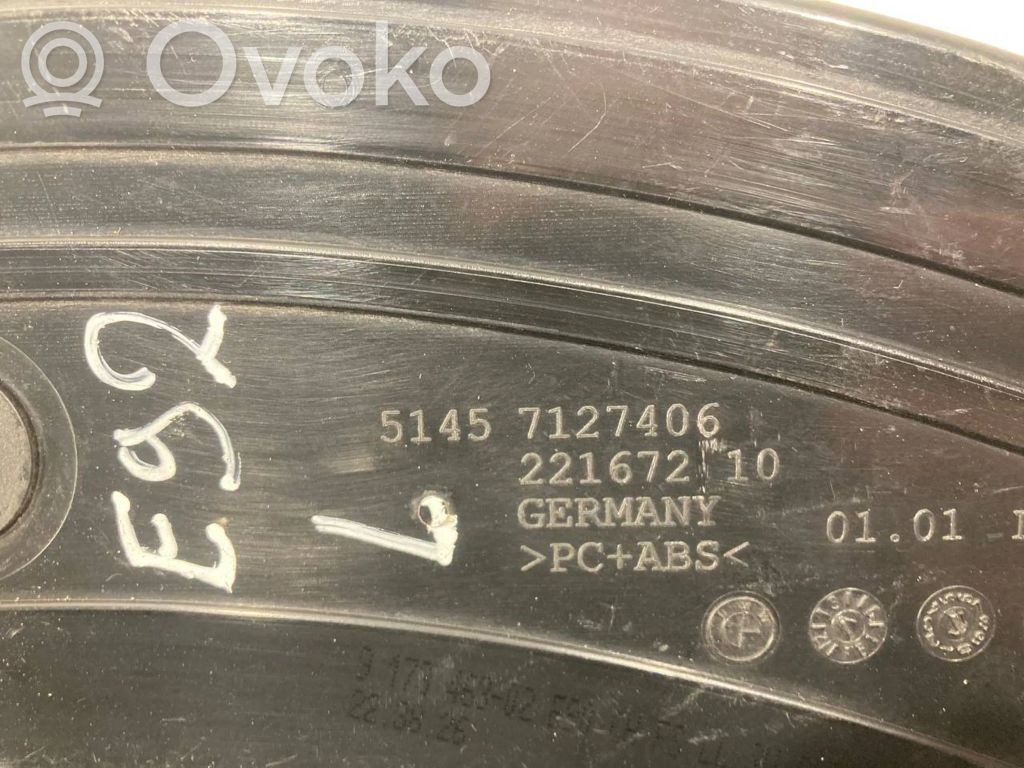 Ovoko
E92
L
5145 7127406
221672 10
GERMANY
01.01
>PC+ABS<